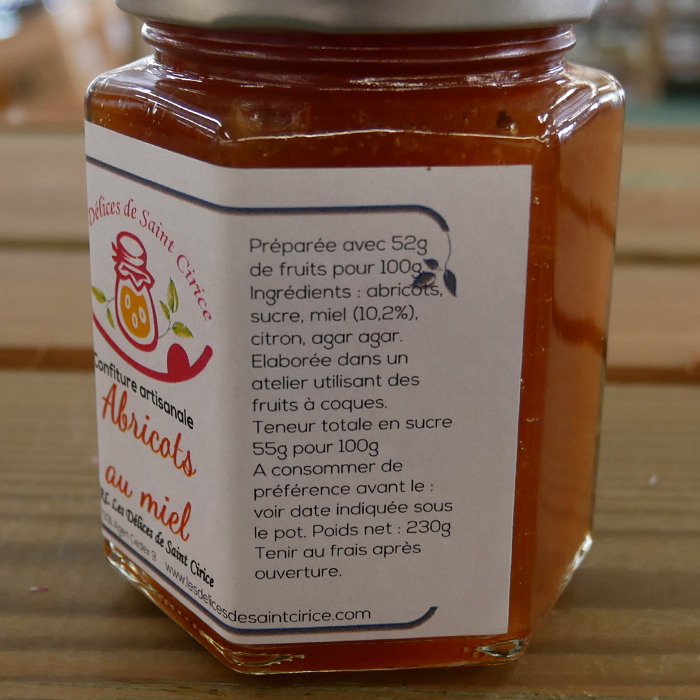 Délices de Saint Cirice
Confiture artisanale
Abricots
au miel
Les Délices de Saint Cirice
Agen Cedex 9
www.lesdelicesdesaintcirice.com
Préparée avec 52g
de fruits pour 100g
Ingrédients : abricots,
sucre, miel (10,2%),
citron, agar agar.
Elaborée dans un
atelier utilisant des
fruits à coques.
Teneur totale en sucre
55g pour 100g
A consommer de
préférence avant le :
voir date indiquée sous
le pot. Poids net : 230g
Tenir au frais après
ouverture.